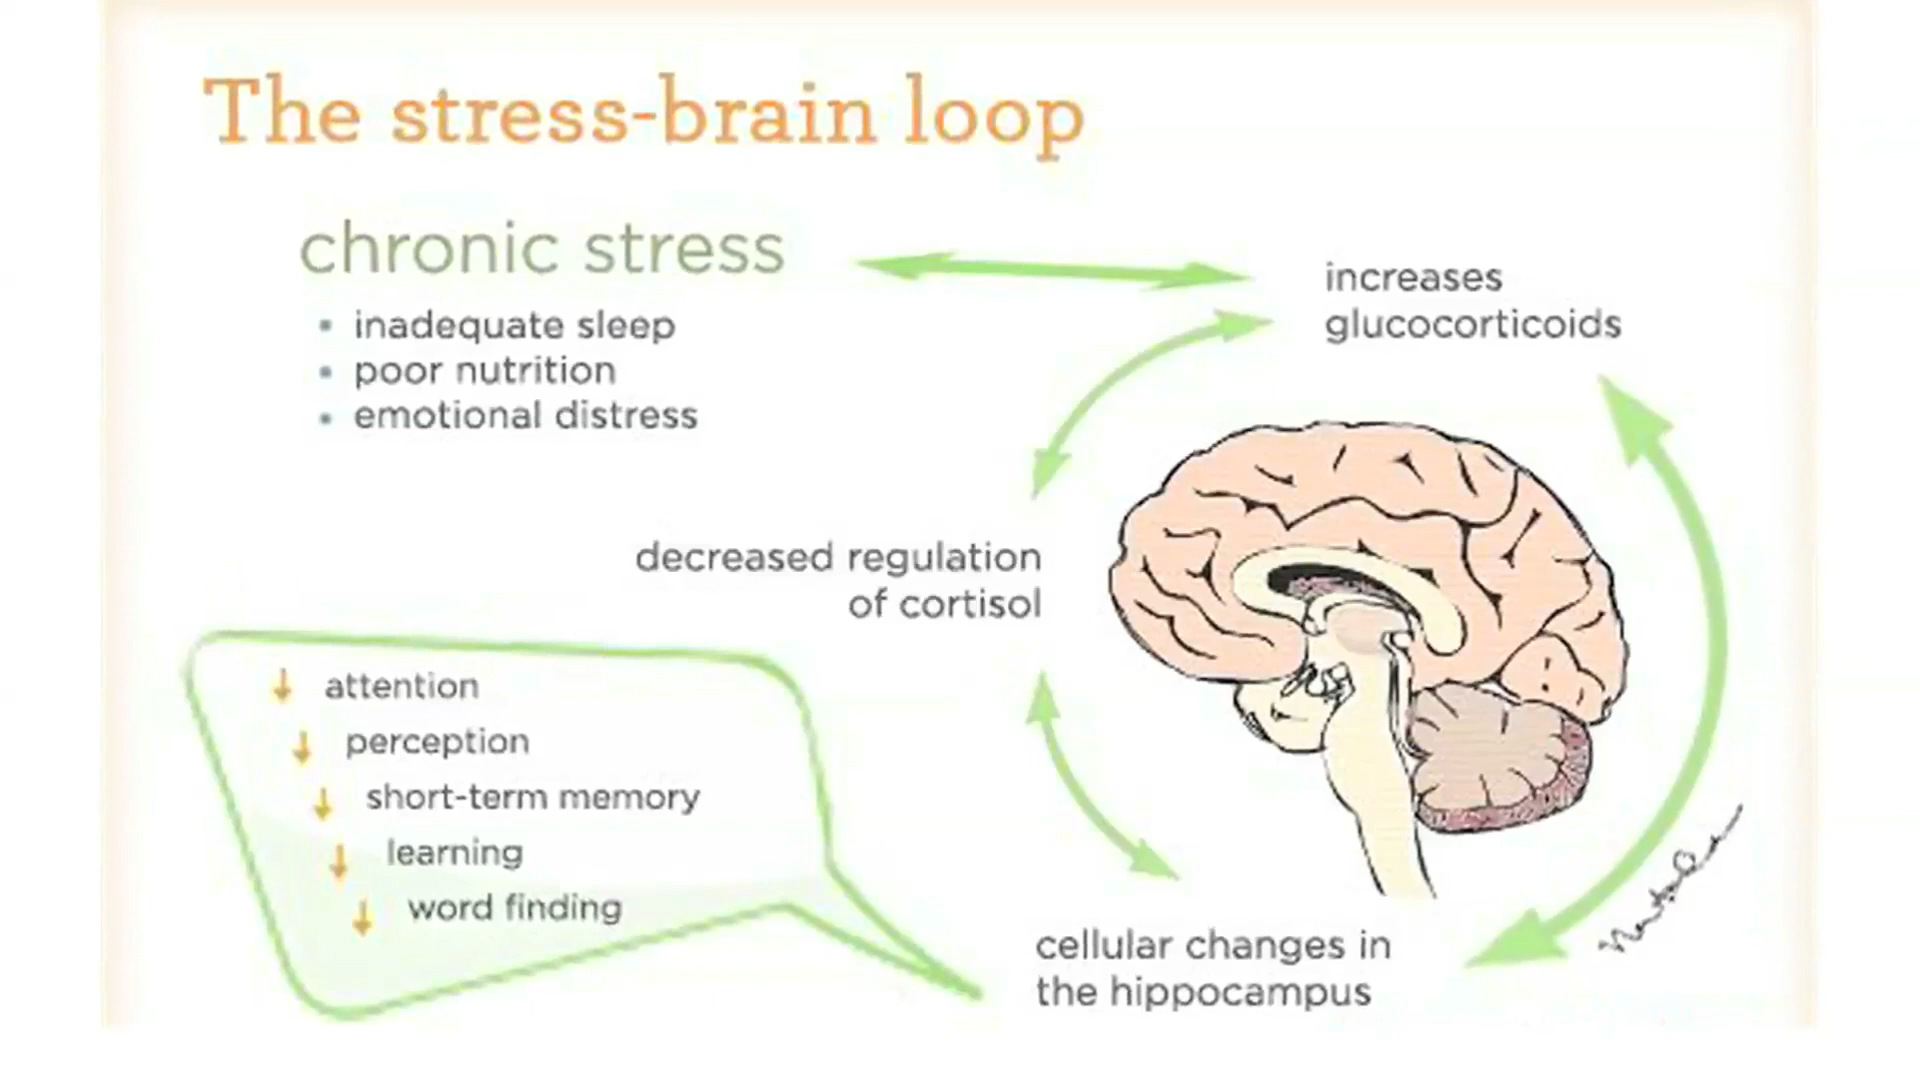 The stress-brain loop
chronic stress
• inadequate sleep
• poor nutrition
• emotional distress
increases
glucocorticoids
decreased regulation
of cortisol
↓ attention
↓ perception
↓ short-term memory
↓ learning
↓ word finding
cellular changes in
the hippocampus